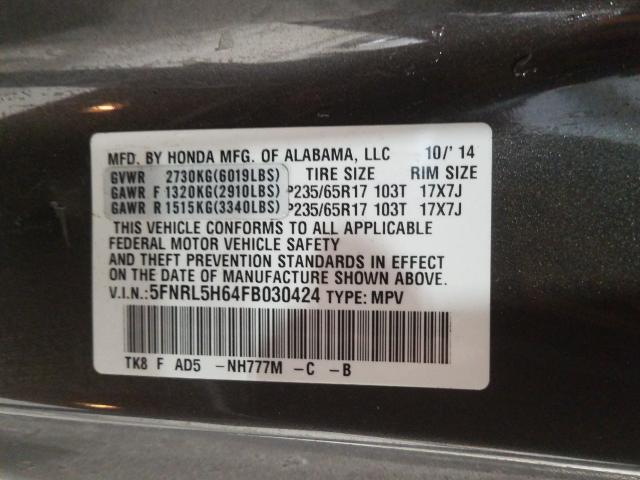 MFD. BY HONDA MFG. OF ALABAMA, LLC 10/'14
GVWR 2730KG(6019LBS) TIRE SIZE RIM SIZE
GAWR F 1320KG(2910LBS) P235/65R17 103T 17X7J
GAWR R 1515KG(3340LBS) P235/65R17 103T 17X7J
THIS VEHICLE CONFORMS TO ALL APPLICABLE
FEDERAL MOTOR VEHICLE SAFETY
AND THEFT PREVENTION STANDARDS IN EFFECT
ON THE DATE OF MANUFACTURE SHOWN ABOVE.
V.I.N.:5FNRL5H64FB030424 TYPE: MPV
TK8 F AD5 -NH777M -C -B